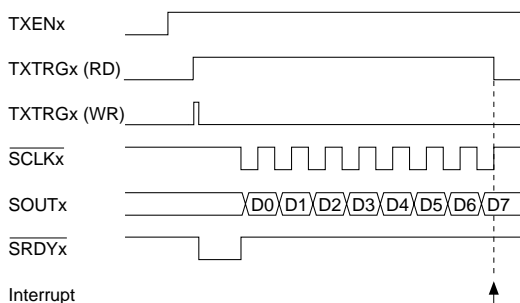 TXENx
TXTRGx (RD)
TXTRGx (WR)
SCLKx
SOUTx D0 D1 D2 D3 D4 D5 D6 D7
SRDYx
Interrupt